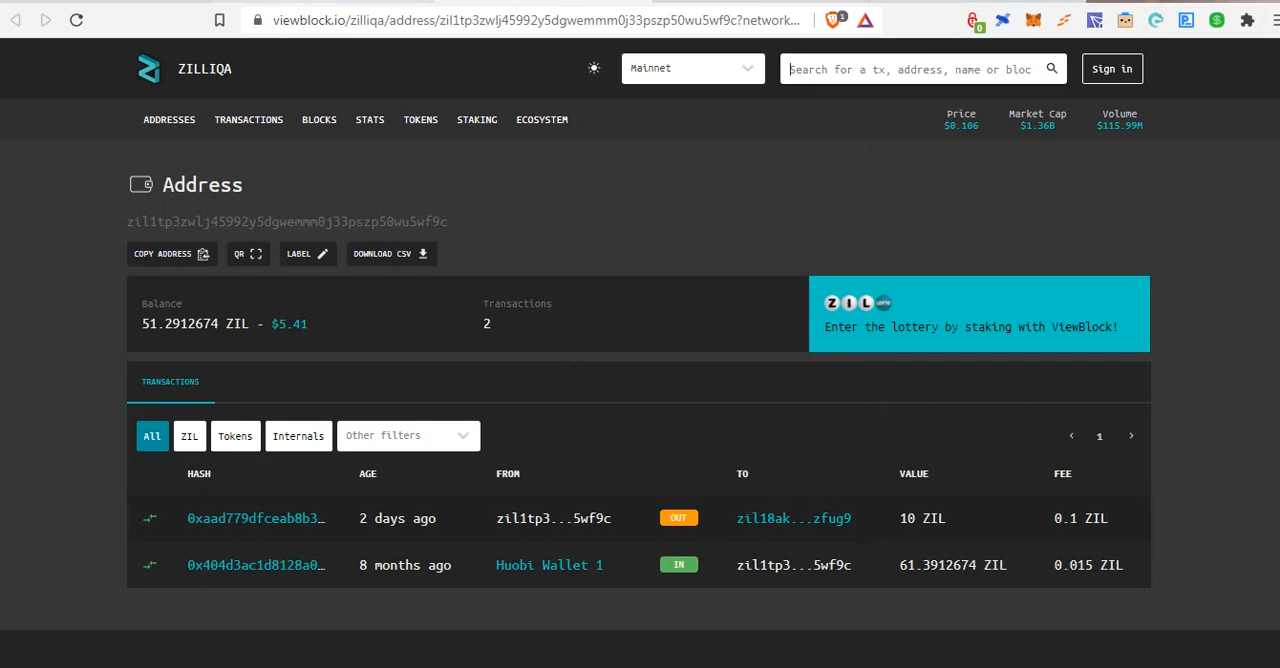 viewblock.io/zilliqa/address/zil1tp3zwlj45992y5dgwemmm0j33pszp50wu5wf9c?network...
1
0
ZILLIQA
Mainnet
Search for a tx, address, name or bloc
Sign in
ADDRESSES TRANSACTIONS BLOCKS STATS TOKENS STAKING ECOSYSTEM
Price Market Cap Volume
$0.106 $1.36B $115.99M
Address
zil1tp3zwlj45992y5dgwemmm0j33pszp50wu5wf9c
COPY ADDRESS QR LABEL DOWNLOAD CSV
Balance Transactions
51.2912674 ZIL - $5.41 2
Z I L LOTTO
Enter the lottery by staking with ViewBlock!
TRANSACTIONS
All ZIL Tokens Internals Other filters 1
HASH AGE FROM TO VALUE FEE
0xaad779dfceab8b3... 2 days ago zil1tp3...5wf9c OUT zil18ak...zfug9 10 ZIL 0.1 ZIL
0x404d3ac1d8128a0... 8 months ago Huobi Wallet 1 IN zil1tp3...5wf9c 61.3912674 ZIL 0.015 ZIL